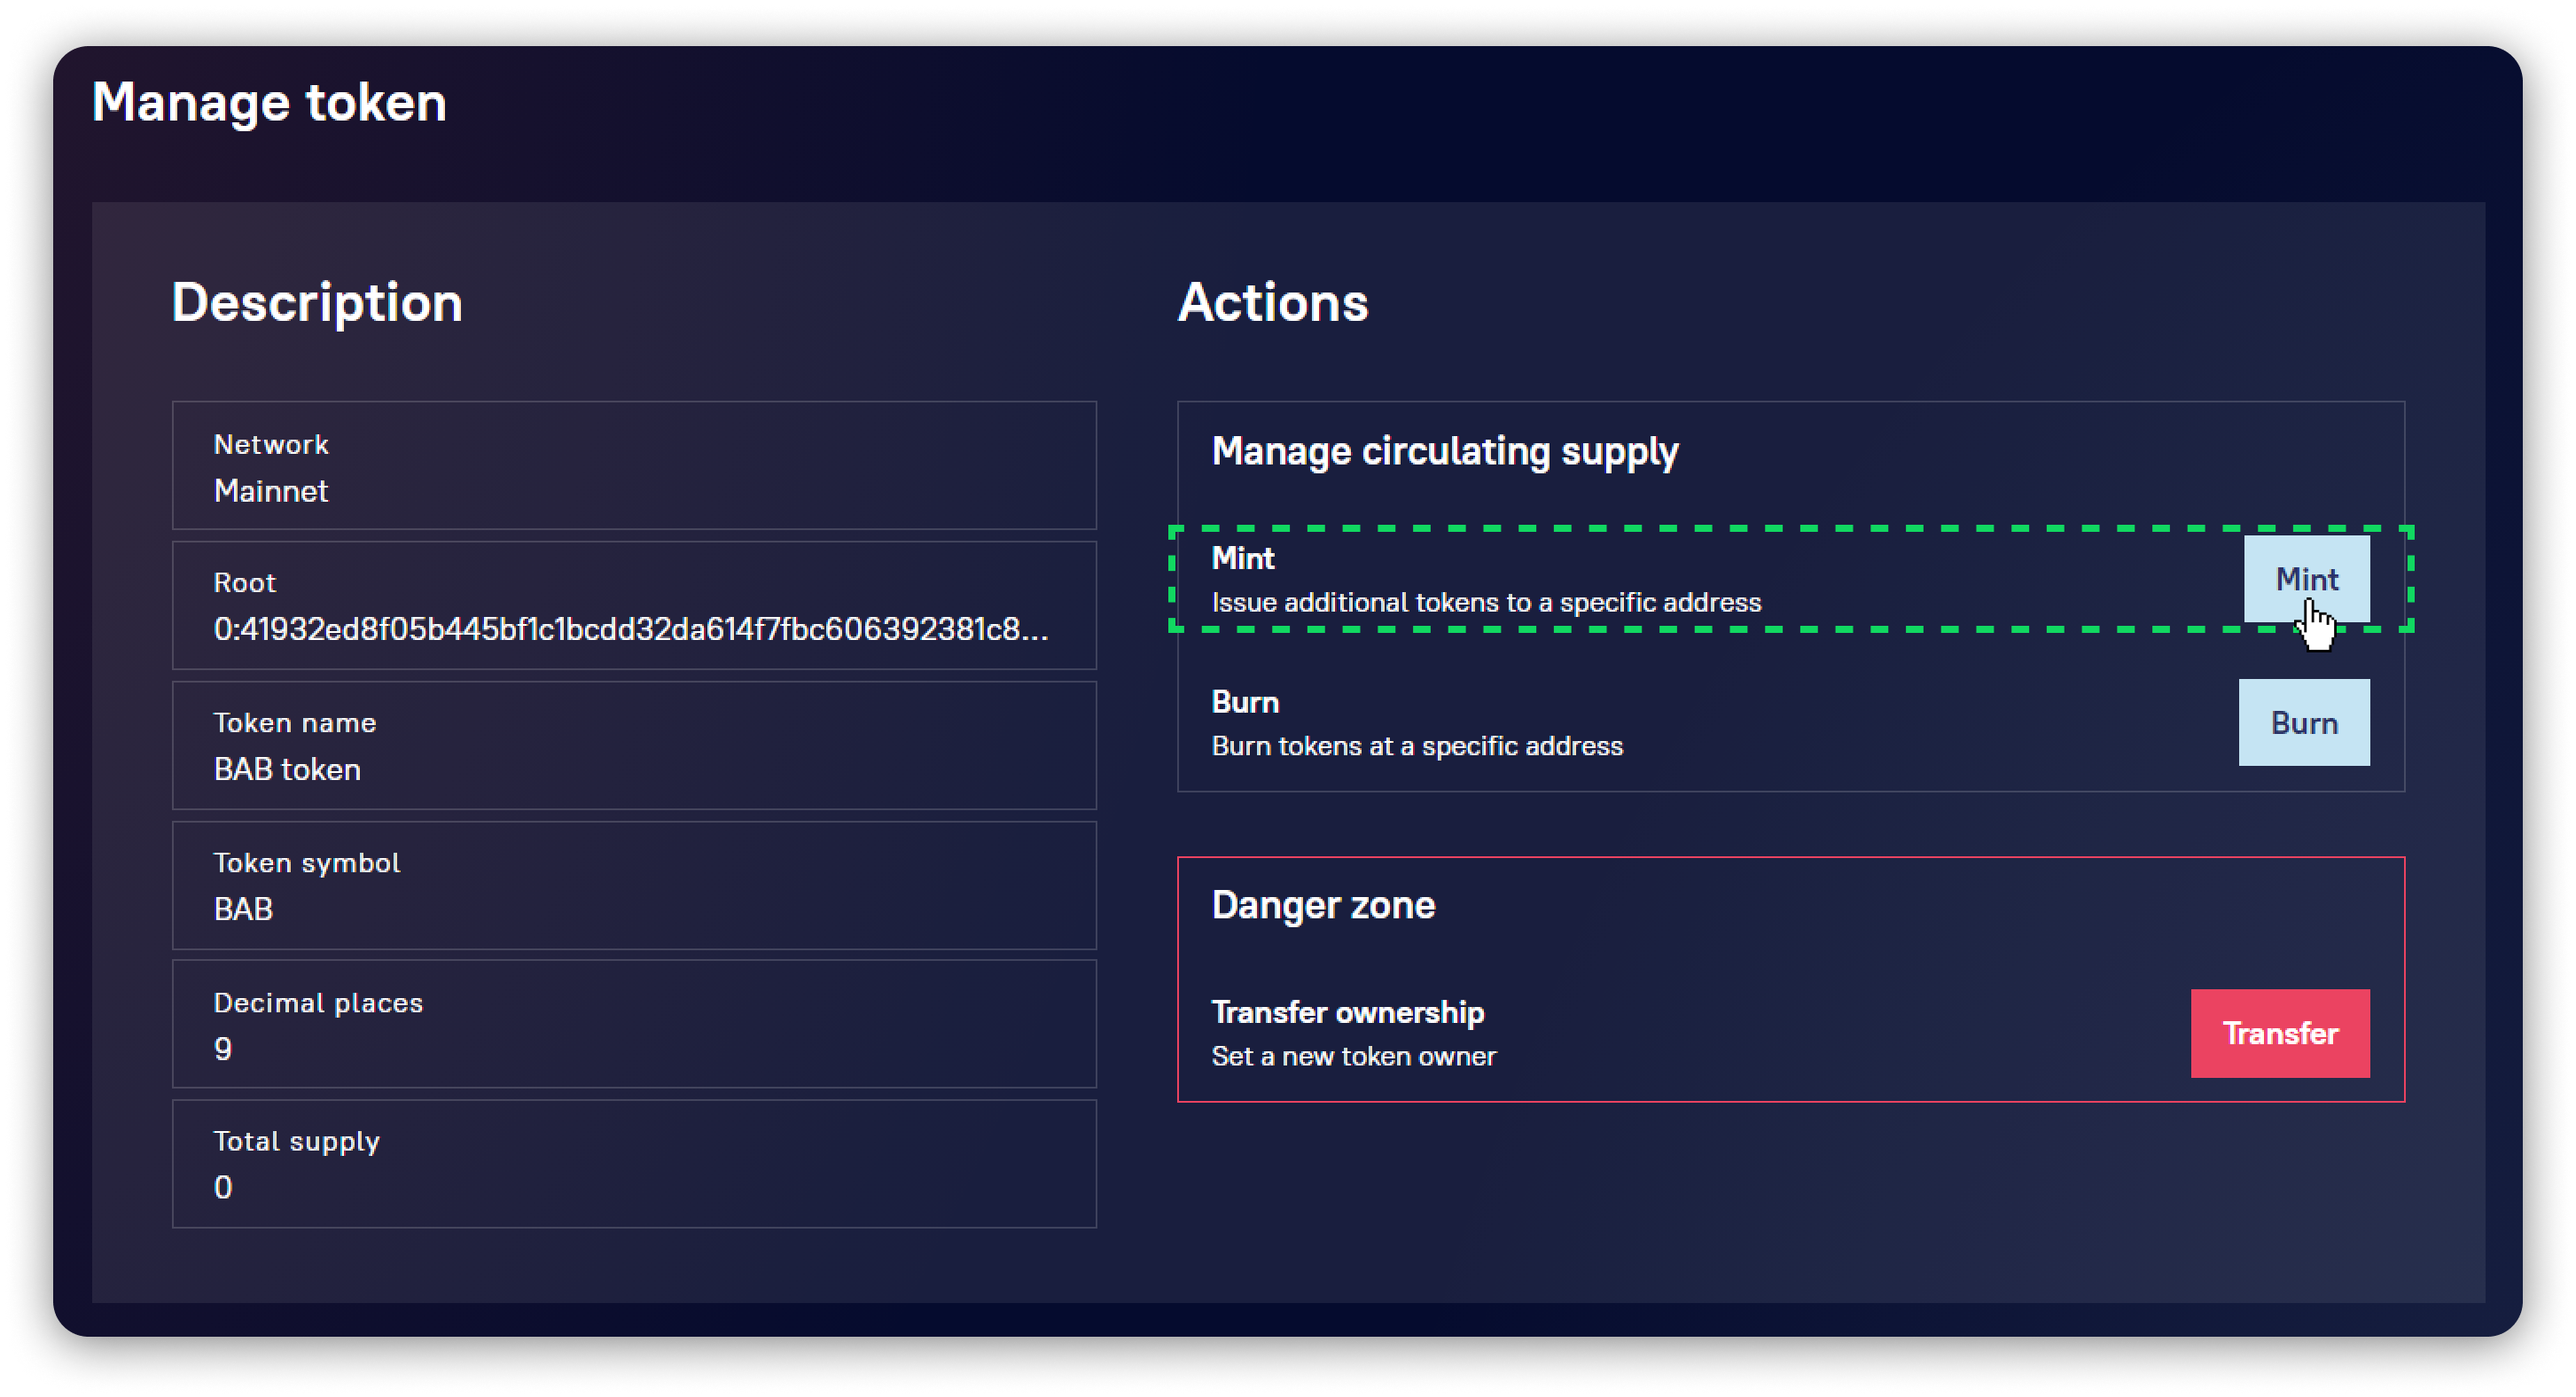 Manage token
Description
Network
Mainnet
Root
0:41932ed8f05b445bf1c1bcdd32da614f7fbc606392381c8...
Token name
BAB token
Token symbol
BAB
Decimal places
9
Total supply
0
Actions
Manage circulating supply
Mint
Issue additional tokens to a specific address
Mint
Burn
Burn tokens at a specific address
Burn
Danger zone
Transfer ownership
Set a new token owner
Transfer